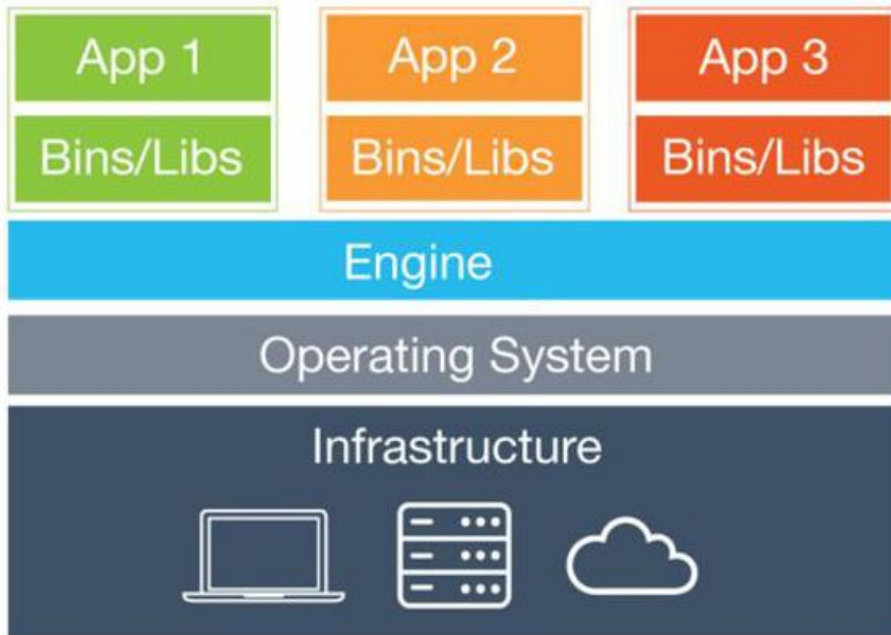 App 1
App 2
App 3
Bins/Libs
Bins/Libs
Bins/Libs
Engine
Operating System
Infrastructure